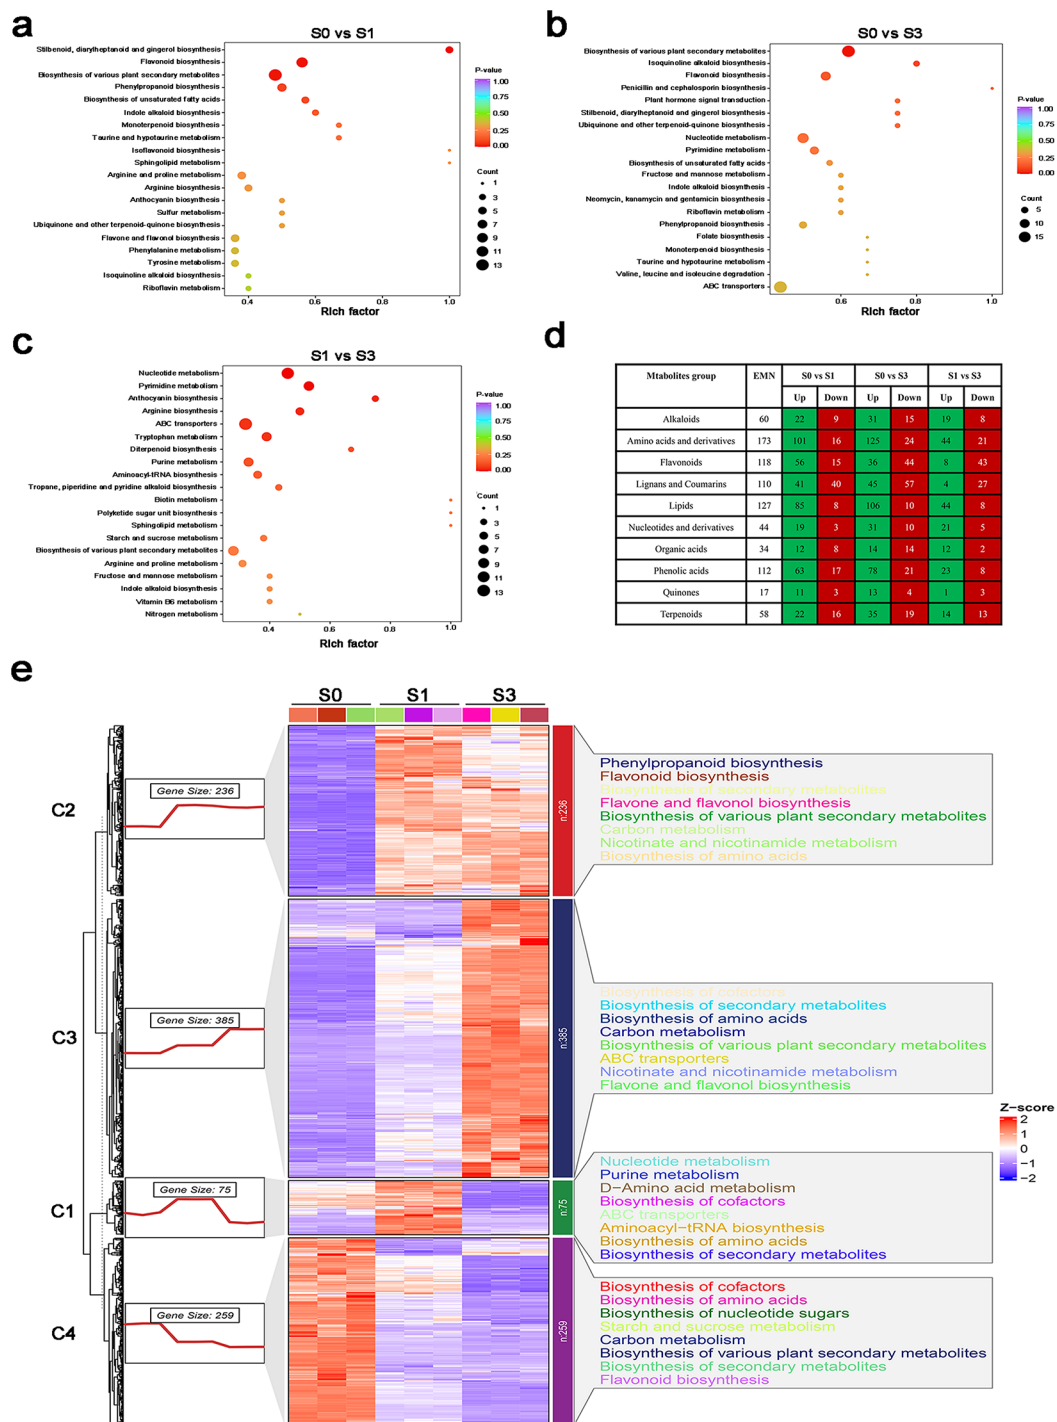 a
S0 vs S1
Stilbenoid, diarylheptanoid and gingerol biosynthesis
Flavonoid biosynthesis
Biosynthesis of various plant secondary metabolites
Phenylpropanoid biosynthesis
Biosynthesis of unsaturated fatty acids
Indole alkaloid biosynthesis
Monoterpenoid biosynthesis
Taurine and hypotaurine metabolism
Isoflavonoid biosynthesis
Sphingolipid metabolism
Arginine and proline metabolism
Arginine biosynthesis
Anthocyanin biosynthesis
Sulfur metabolism
Ubiquinone and other terpenoid-quinone biosynthesis
Flavone and flavonol biosynthesis
Phenylalanine metabolism
Tyrosine metabolism
Isoquinoline alkaloid biosynthesis
Riboflavin metabolism
0.4 0.6 0.8 1.0
Rich factor
P-value
1.00
0.75
0.50
0.25
0.00
Count
1
3
5
7
9
11
13
b
S0 vs S3
Biosynthesis of various plant secondary metabolites
Isoquinoline alkaloid biosynthesis
Flavonoid biosynthesis
Penicillin and cephalosporin biosynthesis
Plant hormone signal transduction
Stilbenoid, diarylheptanoid and gingerol biosynthesis
Ubiquinone and other terpenoid-quinone biosynthesis
Nucleotide metabolism
Pyrimidine metabolism
Biosynthesis of unsaturated fatty acids
Fructose and mannose metabolism
Indole alkaloid biosynthesis
Neomycin, kanamycin and gentamicin biosynthesis
Riboflavin metabolism
Phenylpropanoid biosynthesis
Folate biosynthesis
Monoterpenoid biosynthesis
Taurine and hypotaurine metabolism
Valine, leucine and isoleucine degradation
ABC transporters
0.6 0.8 1.0
Rich factor
P-value
1.00
0.75
0.50
0.25
0.00
Count
5
10
15
c
S1 vs S3
Nucleotide metabolism
Pyrimidine metabolism
Anthocyanin biosynthesis
Arginine biosynthesis
ABC transporters
Tryptophan metabolism
Diterpenoid biosynthesis
Purine metabolism
Aminoacyl-tRNA biosynthesis
Tropane, piperidine and pyridine alkaloid biosynthesis
Biotin metabolism
Polyketide sugar unit biosynthesis
Sphingolipid metabolism
Starch and sucrose metabolism
Biosynthesis of various plant secondary metabolites
Arginine and proline metabolism
Fructose and mannose metabolism
Indole alkaloid biosynthesis
Vitamin B6 metabolism
Nitrogen metabolism
0.4 0.6 0.8 1.0
Rich factor
P-value
1.00
0.75
0.50
0.25
0.00
Count
1
3
5
7
9
11
13
d
Mtabolites group EMN S0 vs S1 S0 vs S3 S1 vs S3
Up Down Up Down Up Down
Alkaloids 60 22 9 31 15 19 8
Amino acids and derivatives 173 101 16 125 24 44 21
Flavonoids 118 56 15 36 44 8 43
Lignans and Coumarins 110 41 40 45 57 4 27
Lipids 127 85 8 106 10 44 8
Nucleotides and derivatives 44 19 3 31 10 21 5
Organic acids 34 12 8 14 14 12 2
Phenolic acids 112 63 17 78 21 23 8
Quinones 17 11 3 13 4 1 3
Terpenoids 58 22 16 35 19 14 13
e
S0 S1 S3
C2
Gene Size: 236
n:236
Phenylpropanoid biosynthesis
Flavonoid biosynthesis
Biosynthesis of secondary metabolites
Flavone and flavonol biosynthesis
Biosynthesis of various plant secondary metabolites
Carbon metabolism
Nicotinate and nicotinamide metabolism
Biosynthesis of amino acids
C3
Gene Size: 385
n:385
Biosynthesis of cofactors
Biosynthesis of secondary metabolites
Biosynthesis of amino acids
Carbon metabolism
Biosynthesis of various plant secondary metabolites
ABC transporters
Nicotinate and nicotinamide metabolism
Flavone and flavonol biosynthesis
C1
Gene Size: 75
n:75
Nucleotide metabolism
Purine metabolism
D-Amino acid metabolism
Biosynthesis of cofactors
ABC transporters
Aminoacyl-tRNA biosynthesis
Biosynthesis of amino acids
Biosynthesis of secondary metabolites
C4
Gene Size: 259
n:259
Biosynthesis of cofactors
Biosynthesis of amino acids
Biosynthesis of nucleotide sugars
Starch and sucrose metabolism
Carbon metabolism
Biosynthesis of various plant secondary metabolites
Biosynthesis of secondary metabolites
Flavonoid biosynthesis
Z-score
2
1
0
-1
-2